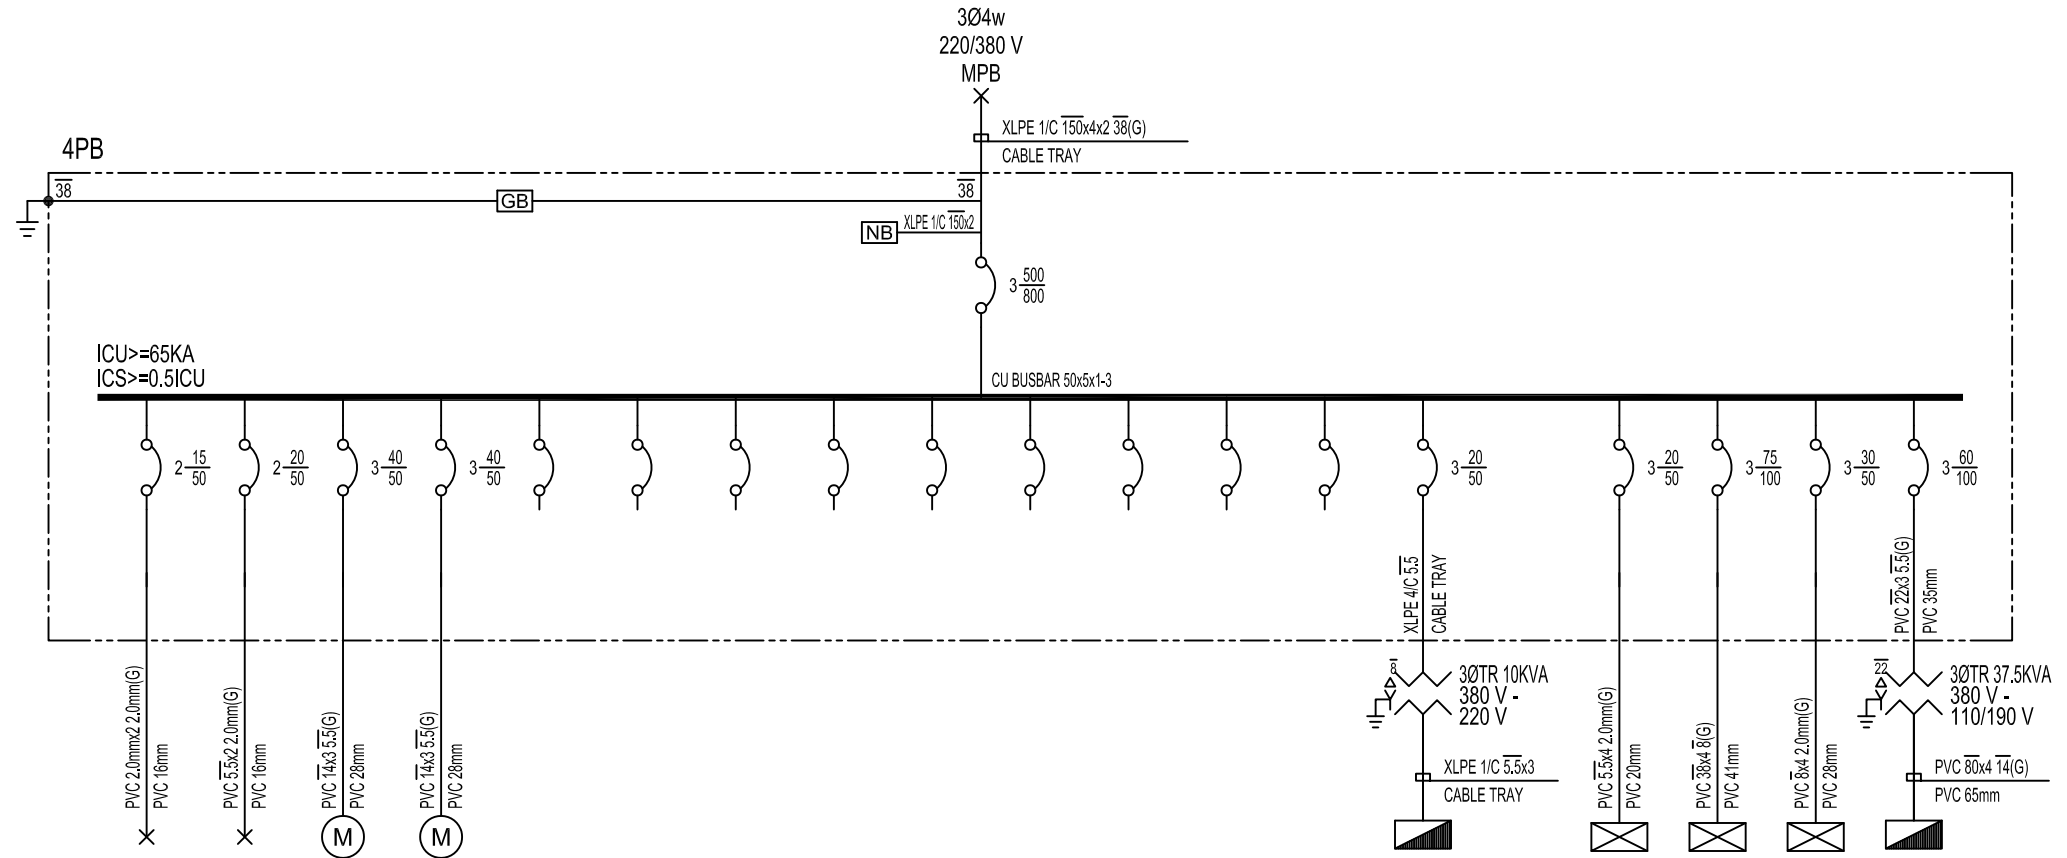 3Ø4w
220/380 V
MPB
XLPE 1/C 150x4x2 38(G)
CABLE TRAY
4PB
38
GB
38
NB
XLPE 1/C 150x2
3 500/800
ICU>=65KA
ICS>=0.5ICU
CU BUSBAR 50x5x1-3
2 15/50
2 20/50
3 40/50
3 40/50
3 20/50
3 20/50
3 75/100
3 30/50
3 60/100
PVC 2.0mmx2 2.0mm(G)
PVC 16mm
PVC 5.5x2 2.0mm(G)
PVC 16mm
PVC 14x3 5.5(G)
PVC 28mm
PVC 14x3 5.5(G)
PVC 28mm
XLPE 4/C 5.5
CABLE TRAY
8
3ØTR 10KVA
380 V -
220 V
XLPE 1/C 5.5x3
CABLE TRAY
PVC 5.5x4 2.0mm(G)
PVC 20mm
PVC 38x4 8(G)
PVC 41mm
PVC 8x4 2.0mm(G)
PVC 28mm
PVC 22x3 5.5(G)
PVC 35mm
22
3ØTR 37.5KVA
380 V -
110/190 V
PVC 80x4 14(G)
PVC 65mm
M
M